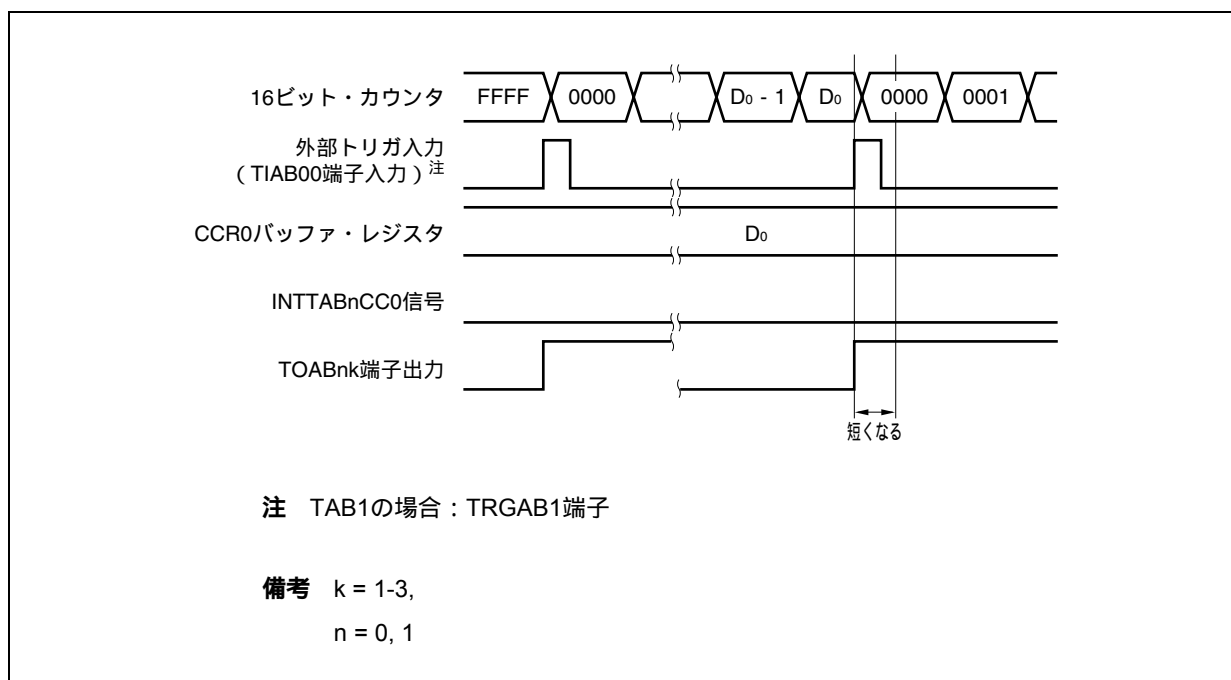 16ビット・カウンタ FFFF 0000 D0 - 1 D0 0000 0001
外部トリガ入力
（TIAB00端子入力）注
CCR0バッファ・レジスタ D0
INTTABnCC0信号
TOABnk端子出力
短くなる
注 TAB1の場合：TRGAB1端子
備考 k = 1-3,
n = 0, 1